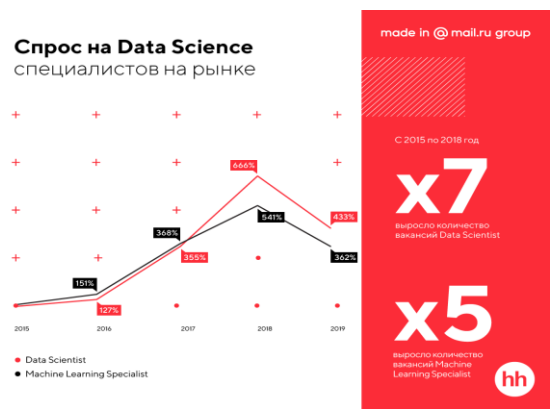 Спрос на Data Science
специалистов на рынке
666%
433%
368%
541%
355%
362%
151%
127%
2015
2016
2017
2018
2019
Data Scientist
Machine Learning Specialist
made in @ mail.ru group
С 2015 по 2018 год
x7
выросло количество
вакансий Data Scientist
x5
выросло количество
вакансий Machine
Learning Specialist
hh